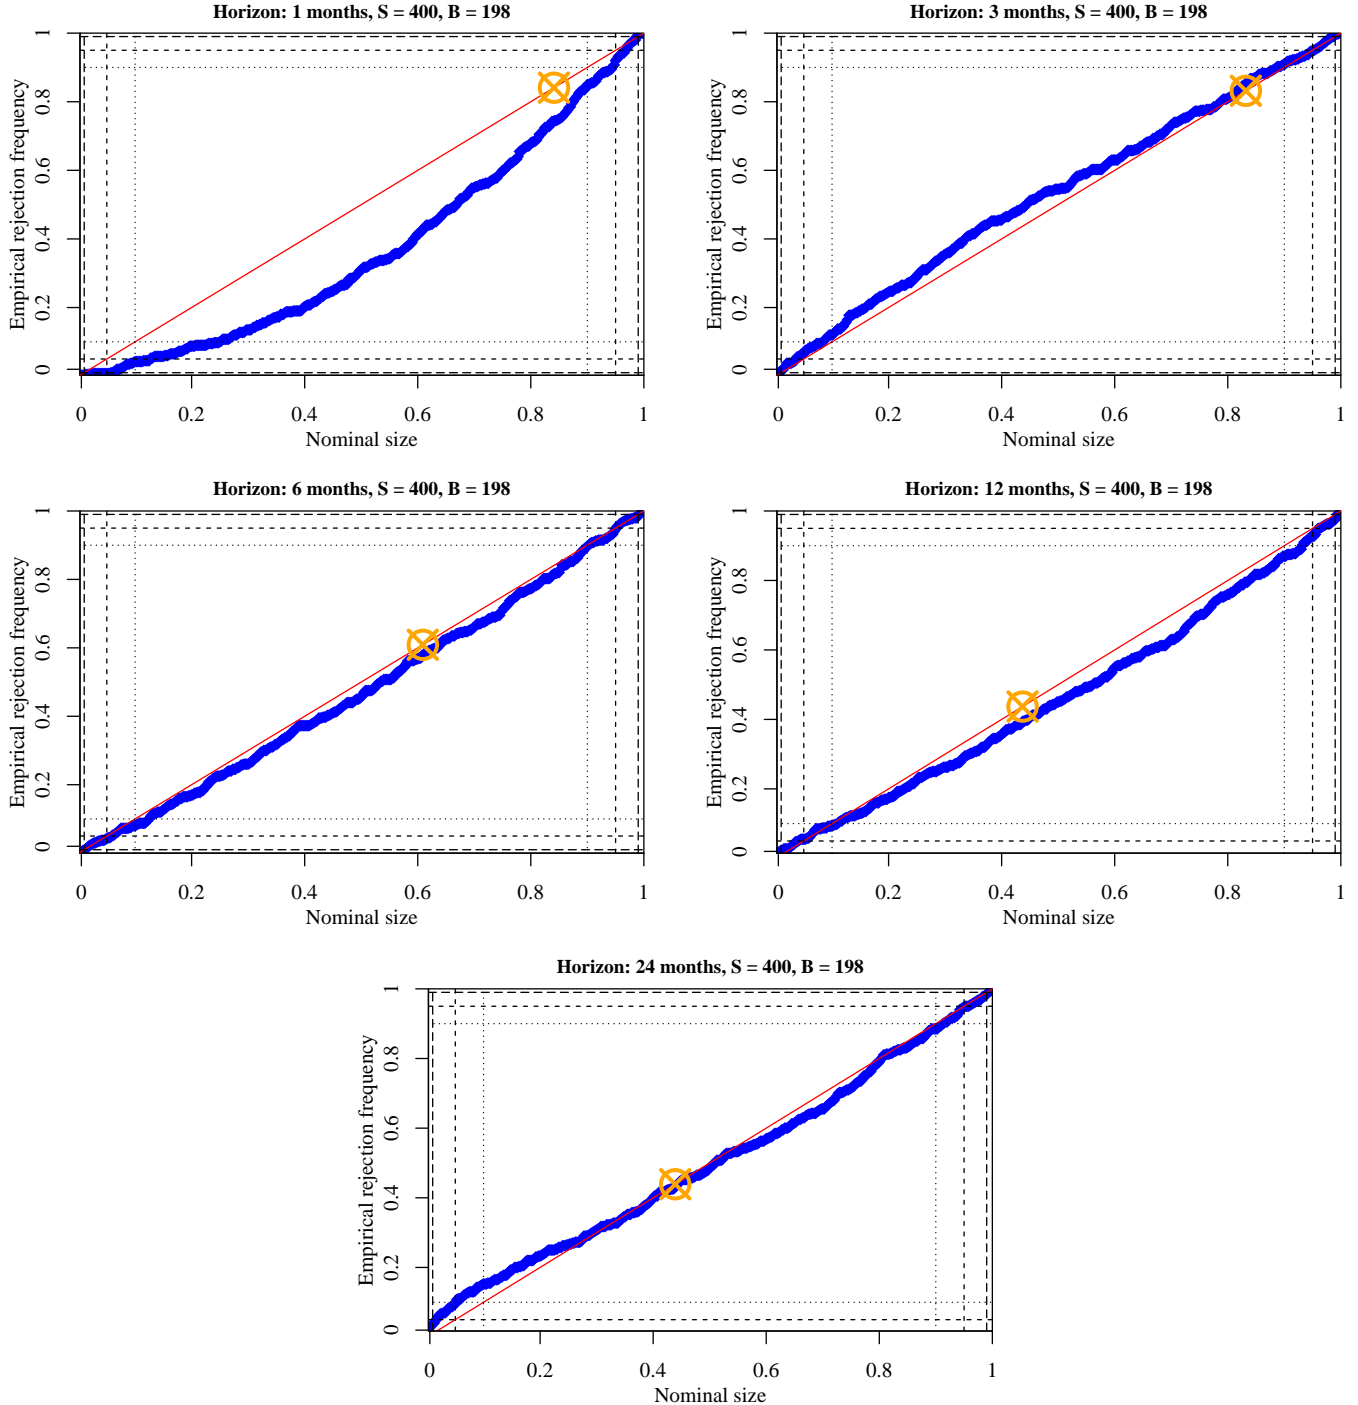 Horizon: 1 months, S = 400, B = 198
Empirical rejection frequency
1
0.8
0.6
0.4
0.2
0
0 0.2 0.4 0.6 0.8 1
Nominal size
Horizon: 3 months, S = 400, B = 198
Empirical rejection frequency
1
0.8
0.6
0.4
0.2
0
0 0.2 0.4 0.6 0.8 1
Nominal size
Horizon: 6 months, S = 400, B = 198
Empirical rejection frequency
1
0.8
0.6
0.4
0.2
0
0 0.2 0.4 0.6 0.8 1
Nominal size
Horizon: 12 months, S = 400, B = 198
Empirical rejection frequency
1
0.8
0.6
0.4
0.2
0
0 0.2 0.4 0.6 0.8 1
Nominal size
Horizon: 24 months, S = 400, B = 198
Empirical rejection frequency
1
0.8
0.6
0.4
0.2
0
0 0.2 0.4 0.6 0.8 1
Nominal size